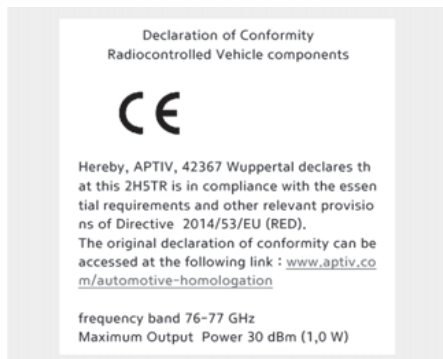 Declaration of Conformity
Radiocontrolled Vehicle components
CE
Hereby, APTIV, 42367 Wuppertal declares th
at this 2H5TR is in compliance with the essen
tial requirements and other relevant provisio
ns of Directive 2014/53/EU (RED).
The original declaration of conformity can be
accessed at the following link : www.aptiv.co
m/automotive-homologation
frequency band 76-77 GHz
Maximum Output Power 30 dBm (1,0 W)